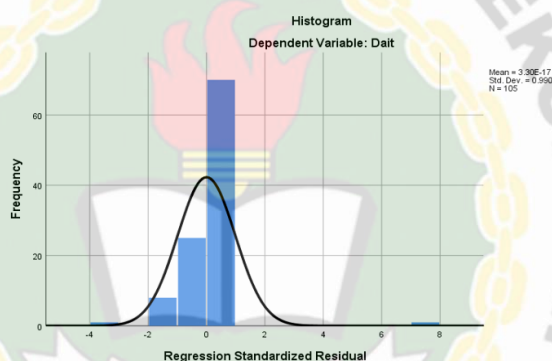 Histogram
Dependent Variable: Dait
Mean = 3.30E-17
Std. Dev. = 0.990
N = 105
Frequency
60
40
20
0
-4 -2 0 2 4 6 8
Regression Standardized Residual